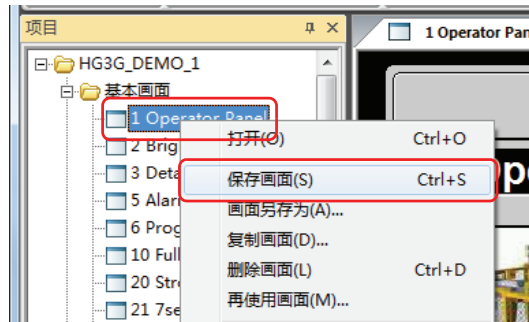 项目
1 Operator Pan
HG3G_DEMO_1
基本画面
1 Operator Panel
2 Brig
3 Deta
5 Alar
6 Prog
10 Full
20 Str
21 7se
打开(O) Ctrl+O
保存画面(S) Ctrl+S
画面另存为(A)...
复制画面(D)...
删除画面(L) Ctrl+D
再使用画面(M)...